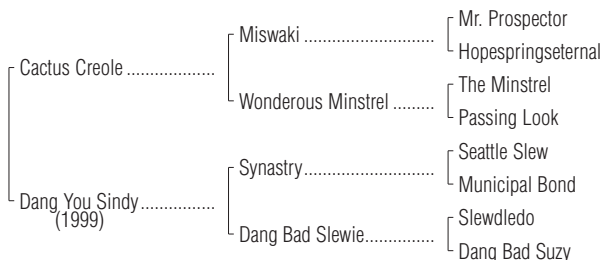 Mr. Prospector
Miswaki ....................................
Hopespringseternal
Cactus Creole ......................
The Minstrel
Wonderous Minstrel ..........
Passing Look
Seattle Slew
Synastry.................................
Municipal Bond
Dang You Sindy ..................
(1999)
Slewdledo
Dang Bad Slewie.................
Dang Bad Suzy